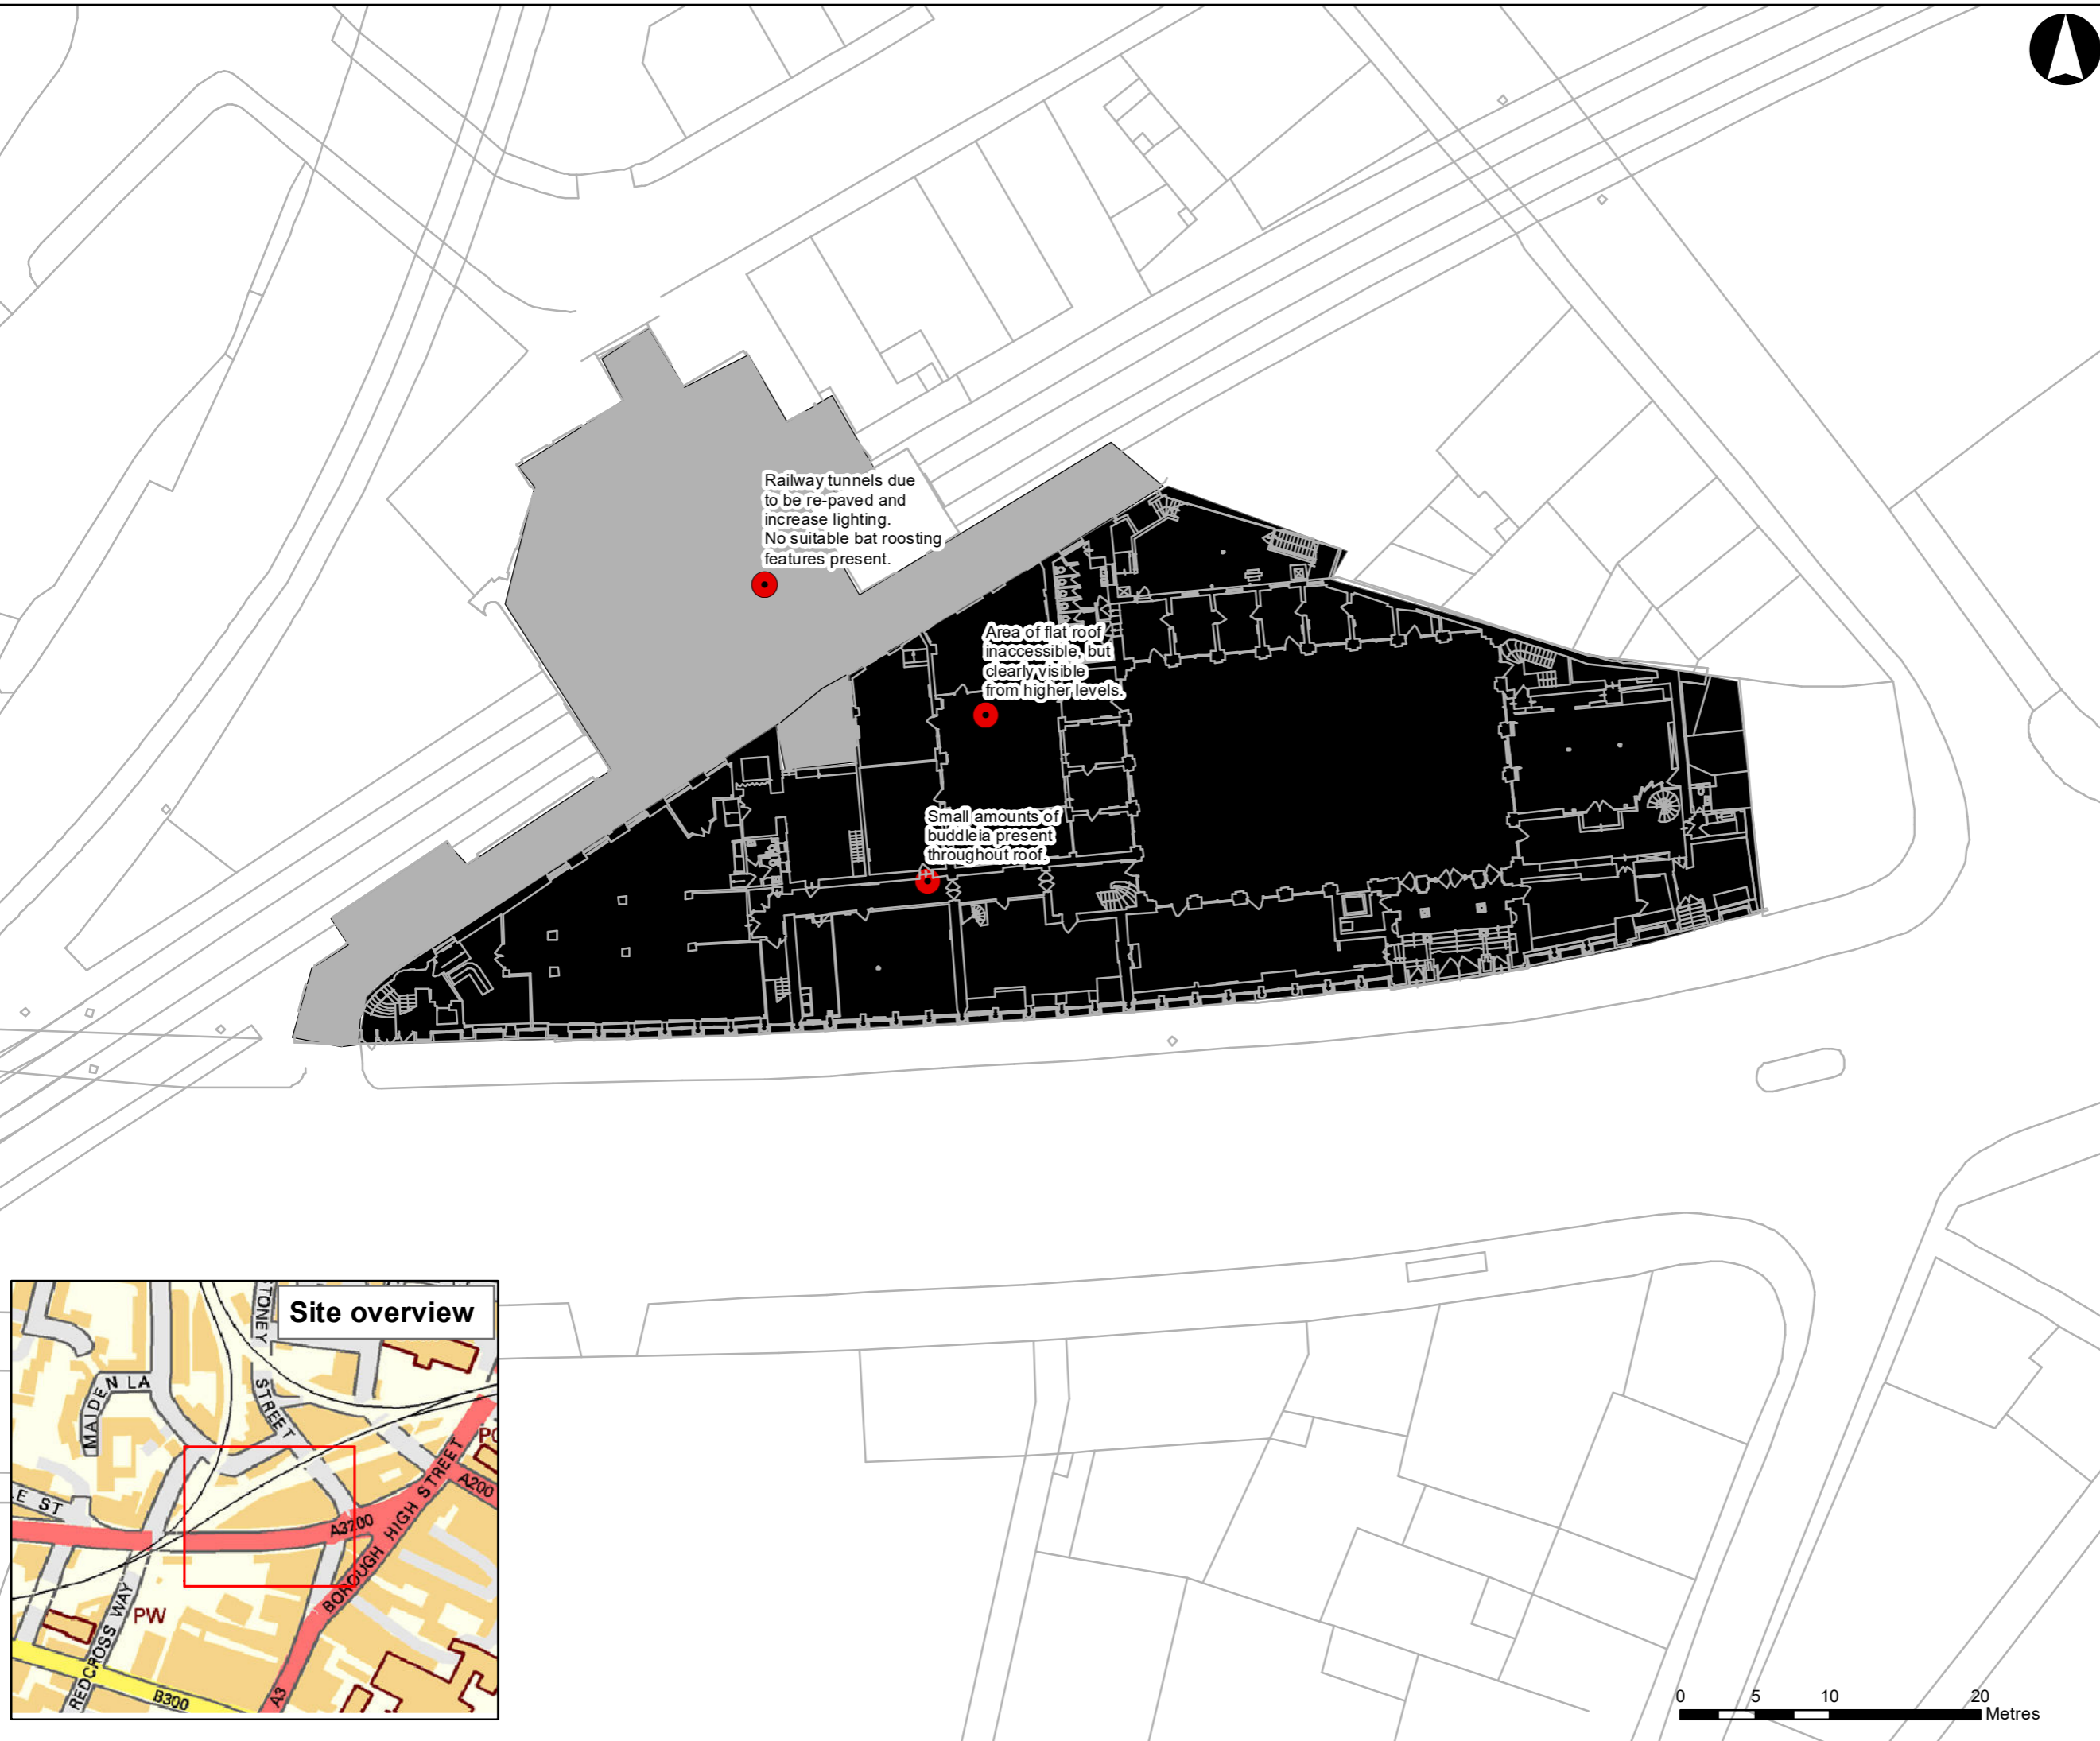 Railway tunnels due
to be re-paved and
increase lighting.
No suitable bat roosting
features present.
Area of flat roof
inaccessible, but
clearly visible
from higher levels.
Small amounts of
buddleia present
throughout roof.
Site overview
TONEY
STREET
MAIDEN LA
E ST
A3200
BOROUGH HIGH STREET
A200
REDCROSS WAY
PW
B300
A3
0 5 10 20
Metres